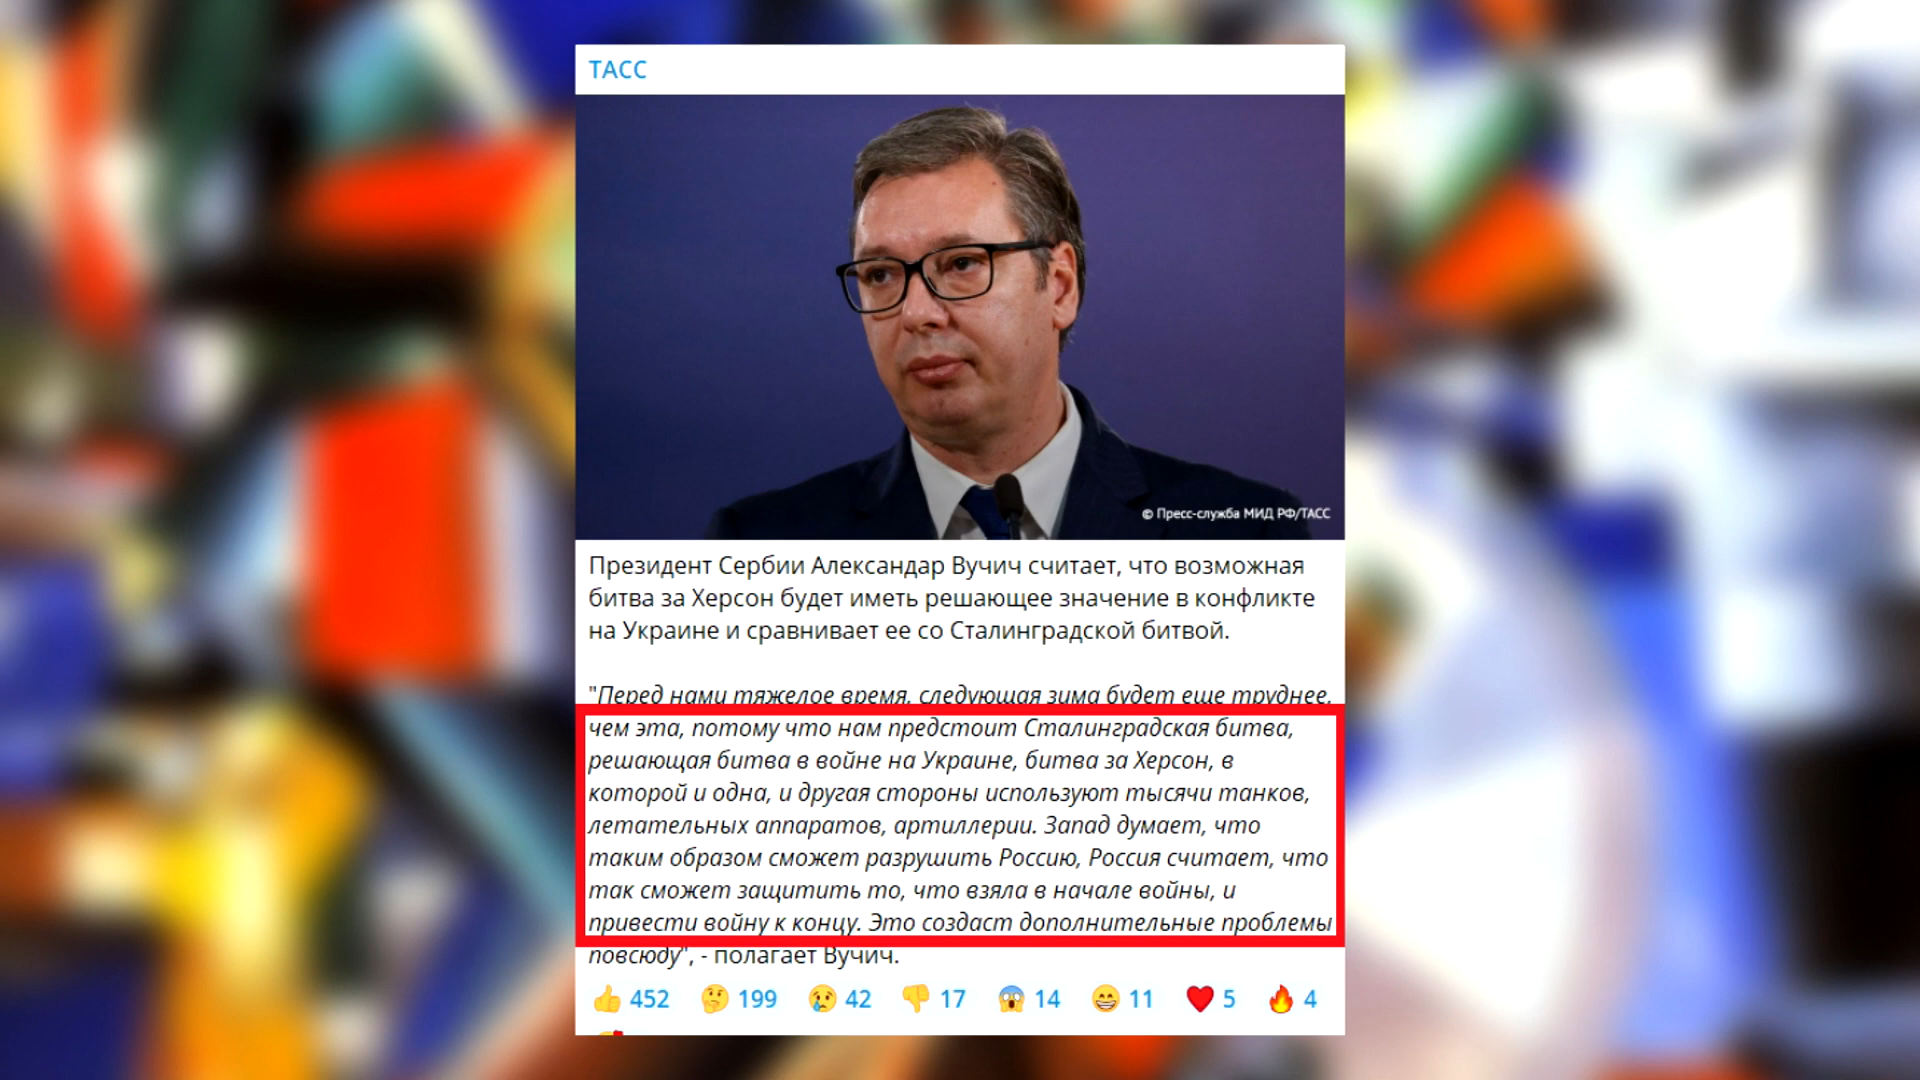 ТАСС
© Пресс-служба МИД РФ/ТАСС
Президент Сербии Александар Вучич считает, что возможная
битва за Херсон будет иметь решающее значение в конфликте
на Украине и сравнивает ее со Сталинградской битвой.
"Перед нами тяжелое время, следующая зима будет еще труднее,
чем эта, потому что нам предстоит Сталинградская битва,
решающая битва в войне на Украине, битва за Херсон, в
которой и одна, и другая стороны используют тысячи танков,
летательных аппаратов, артиллерии. Запад думает, что
таким образом сможет разрушить Россию, Россия считает, что
так сможет защитить то, что взяла в начале войны, и
привести войну к концу. Это создаст дополнительные проблемы
повсюду", - полагает Вучич.
452 199 42 17 14 11 5 4